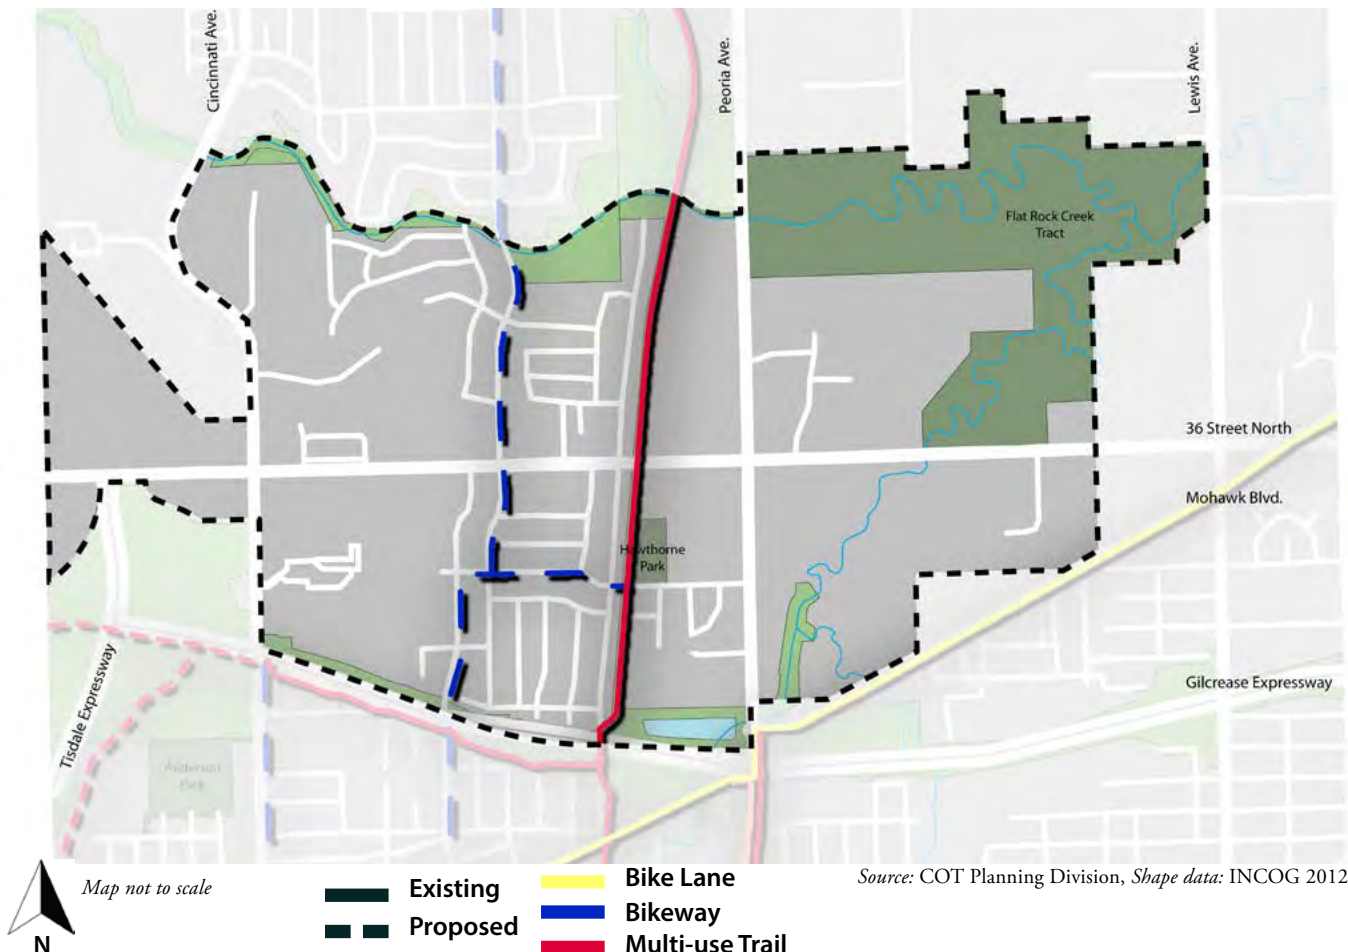 Cincinnati Ave.
Peoria Ave.
Lewis Ave.
Flat Rock Creek
Tract
36 Street North
Mohawk Blvd.
Hawthorne
Park
Tisdale Expressway
Gilcrease Expressway
Anderson
Park
Map not to scale
N
Existing
Proposed
Bike Lane
Bikeway
Multi-use Trail
Source: COT Planning Division, Shape data: INCOG 2012